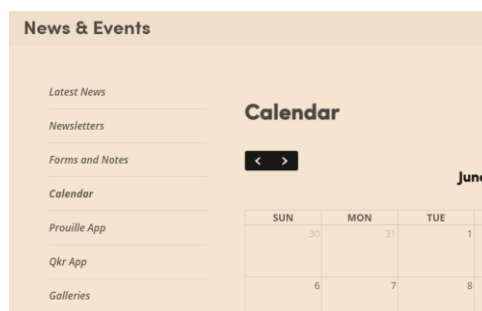 News & Events
Latest News
Newsletters
Forms and Notes
Calendar
Prouille App
Qkr App
Galleries
Calendar
June
SUN MON TUE
30 31 1
6 7 8